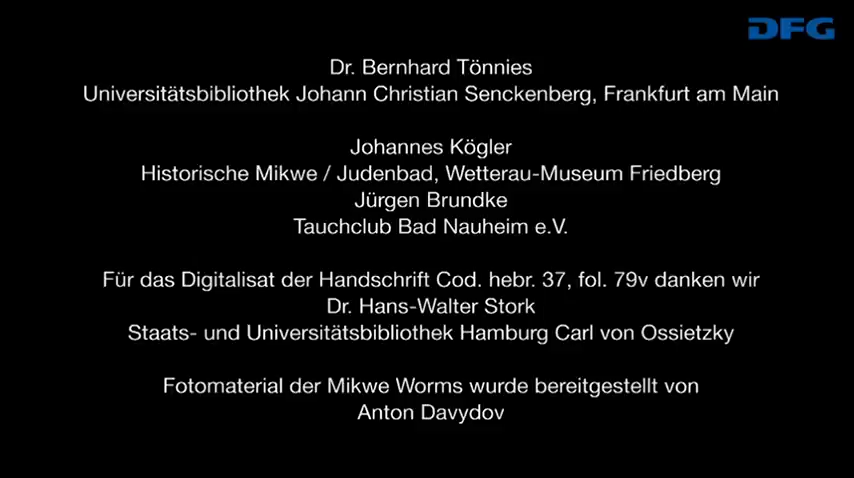 DFG
Dr. Bernhard Tönnies
Universitätsbibliothek Johann Christian Senckenberg, Frankfurt am Main
Johannes Kögler
Historische Mikwe / Judenbad, Wetterau-Museum Friedberg
Jürgen Brundke
Tauchclub Bad Nauheim e.V.
Für das Digitalisat der Handschrift Cod. hebr. 37, fol. 79v danken wir
Dr. Hans-Walter Stork
Staats- und Universitätsbibliothek Hamburg Carl von Ossietzky
Fotomaterial der Mikwe Worms wurde bereitgestellt von
Anton Davydov